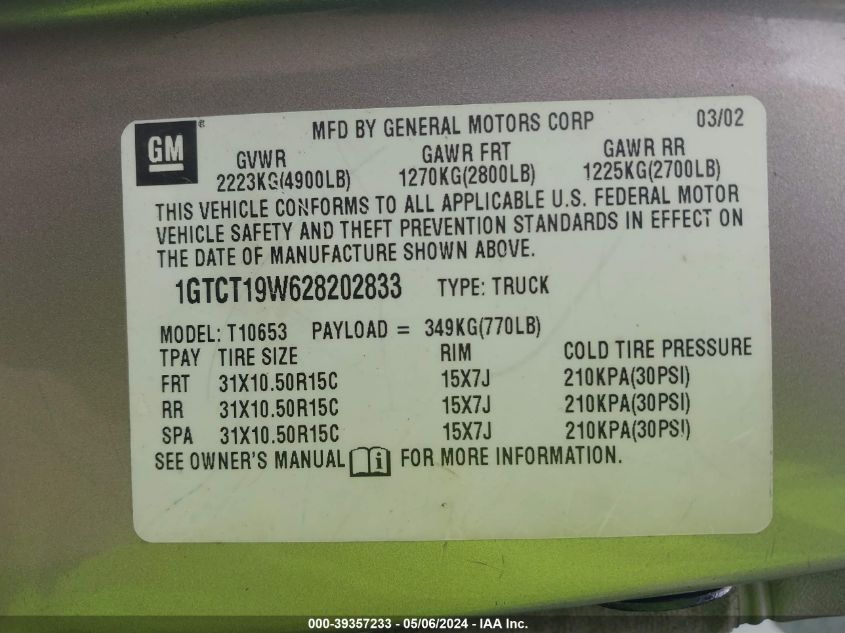 GM ®
MFD BY GENERAL MOTORS CORP 03/02
GVWR GAWR FRT GAWR RR
2223KG(4900LB) 1270KG(2800LB) 1225KG(2700LB)
THIS VEHICLE CONFORMS TO ALL APPLICABLE U.S. FEDERAL MOTOR
VEHICLE SAFETY AND THEFT PREVENTION STANDARDS IN EFFECT ON
THE DATE OF MANUFACTURE SHOWN ABOVE.
1GTCT19W628202833 TYPE: TRUCK
MODEL: T10653 PAYLOAD = 349KG(770LB)
TPAY TIRE SIZE RIM COLD TIRE PRESSURE
FRT 31X10.50R15C 15X7J 210KPA(30PSI)
RR 31X10.50R15C 15X7J 210KPA(30PSI)
SPA 31X10.50R15C 15X7J 210KPA(30PSI)
SEE OWNER'S MANUAL i FOR MORE INFORMATION.
000-39357233 - 05/06/2024 - IAA Inc.